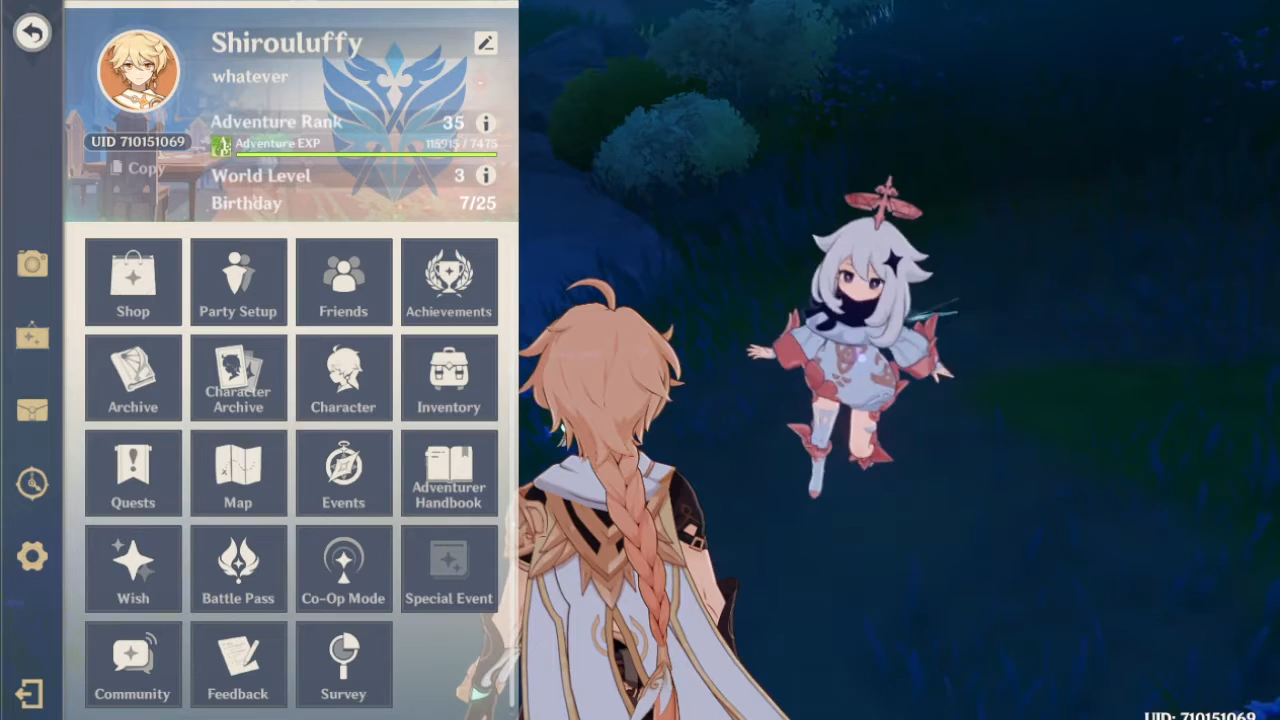 Shirouluffy
whatever
Adventure Rank 35
UID 710151069
Adventure EXP 115915 / 7475
Copy
World Level 3
Birthday 7/25
Shop Party Setup Friends Achievements
Archive Character Archive Character Inventory
Quests Map Events Adventurer Handbook
Wish Battle Pass Co-Op Mode Special Event
Community Feedback Survey
UID: 710151069